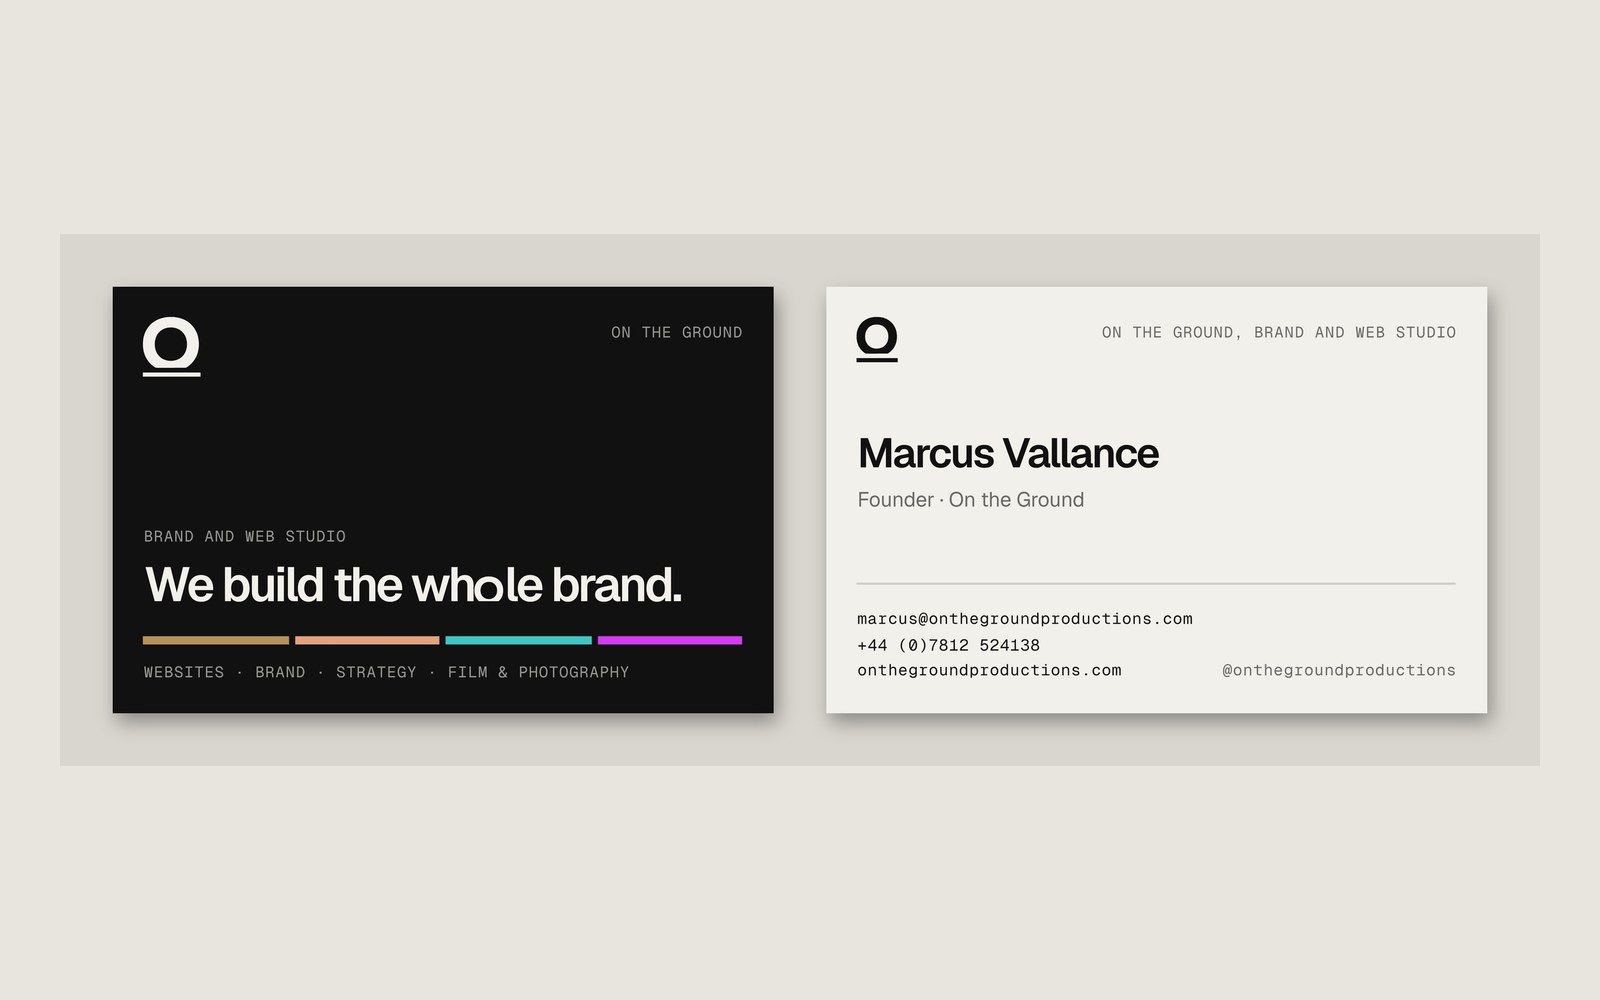 ON THE GROUND
BRAND AND WEB STUDIO
We build the whole brand.
WEBSITES · BRAND · STRATEGY · FILM & PHOTOGRAPHY
ON THE GROUND, BRAND AND WEB STUDIO
Marcus Vallance
Founder · On the Ground
marcus@onthegroundproductions.com
+44 (0)7812 524138
onthegroundproductions.com
@onthegroundproductions